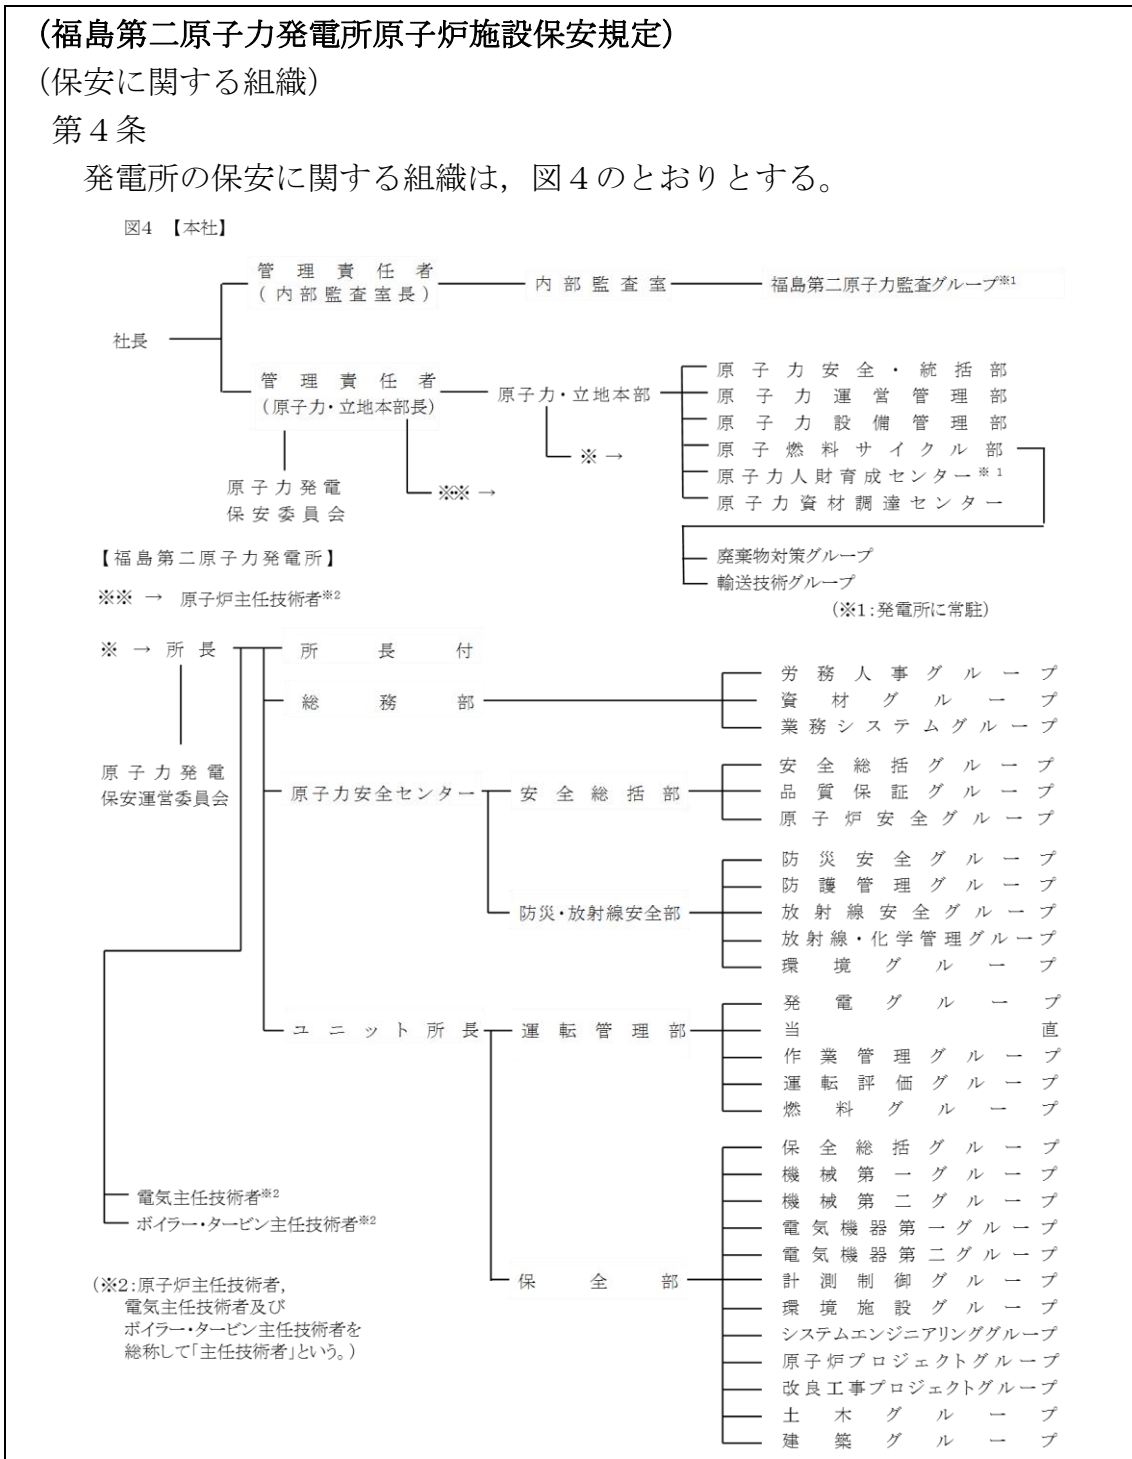 (福島第二原子力発電所原子炉施設保安規定)
(保安に関する組織)
第４条
発電所の保安に関する組織は，図４のとおりとする。
図4 【本社】
管理責任者
(内部監査室長)
内部監査室
福島第二原子力監査グループ※1
社長
管理責任者
(原子力・立地本部長)
原子力・立地本部
原子力安全・統括部
原子力運営管理部
原子力設備管理部
原子燃料サイクル部
原子力人財育成センター※1
原子力資材調達センター
※ →
※※ →
原子力発電
保安委員会
廃棄物対策グループ
輸送技術グループ
(※1:発電所に常駐)
【福島第二原子力発電所】
※※ → 原子炉主任技術者※2
※ → 所長
原子力発電
保安運営委員会
所長付
総務部
労務人事グループ
資材グループ
業務システムグループ
原子力安全センター
安全総括部
安全総括グループ
品質保証グループ
原子炉安全グループ
防災・放射線安全部
防災安全グループ
防護管理グループ
放射線安全グループ
放射線・化学管理グループ
環境グループ
ユニット所長
運転管理部
発電グループ
当直
作業管理グループ
運転評価グループ
燃料グループ
保全部
保全総括グループ
機械第一グループ
機械第二グループ
電気機器第一グループ
電気機器第二グループ
計測制御グループ
環境施設グループ
システムエンジニアリンググループ
原子炉プロジェクトグループ
改良工事プロジェクトグループ
土木グループ
建築グループ
電気主任技術者※2
ボイラー・タービン主任技術者※2
(※2:原子炉主任技術者,
電気主任技術者及び
ボイラー・タービン主任技術者を
総称して「主任技術者」という。)